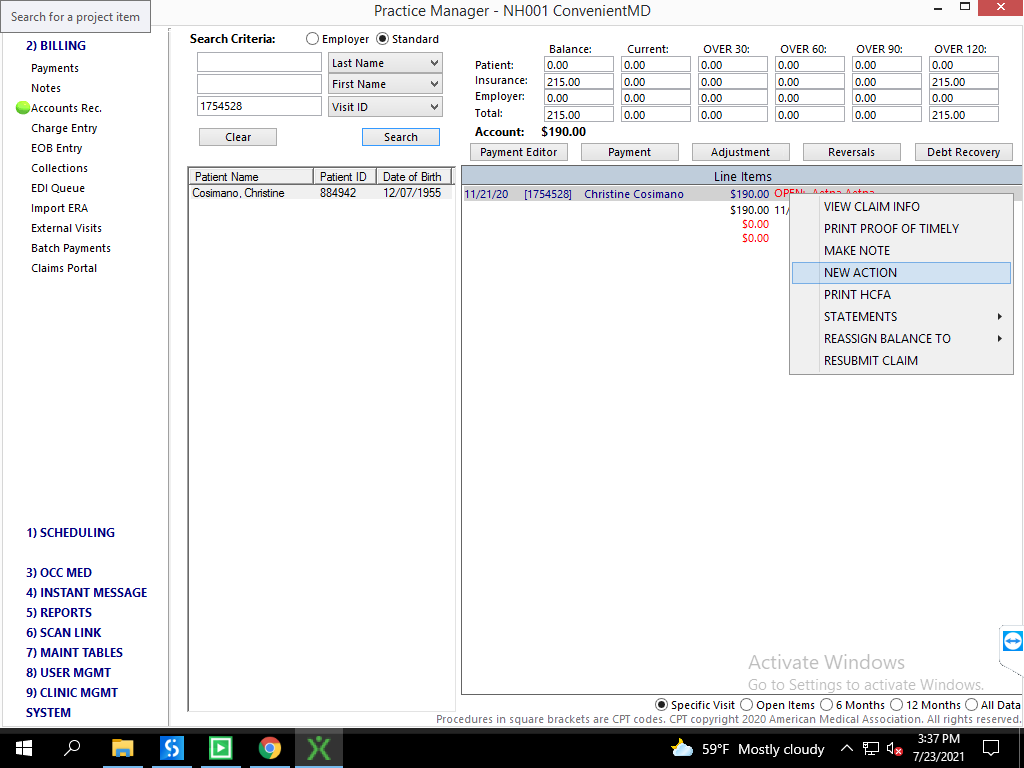 Practice Manager - NH001 ConvenientMD
Search for a project item
2) BILLING
Payments
Notes
Accounts Rec.
Charge Entry
EOB Entry
Collections
EDI Queue
Import ERA
External Visits
Batch Payments
Claims Portal
1) SCHEDULING
3) OCC MED
4) INSTANT MESSAGE
5) REPORTS
6) SCAN LINK
7) MAINT TABLES
8) USER MGMT
9) CLINIC MGMT
SYSTEM
Search Criteria: Employer Standard
Last Name
First Name
1754528 Visit ID
Clear Search
Balance: Current: OVER 30: OVER 60: OVER 90: OVER 120:
Patient: 0.00 0.00 0.00 0.00 0.00 0.00
Insurance: 215.00 0.00 0.00 0.00 0.00 215.00
Employer: 0.00 0.00 0.00 0.00 0.00 0.00
Total: 215.00 0.00 0.00 0.00 0.00 215.00
Account: $190.00
Payment Editor Payment Adjustment Reversals Debt Recovery
Patient Name Patient ID Date of Birth
Cosimano, Christine 884942 12/07/1955
Line Items
11/21/20 [1754528] Christine Cosimano $190.00 OPEN: Aetna Aetna
$190.00 11/
$0.00
$0.00
VIEW CLAIM INFO
PRINT PROOF OF TIMELY
MAKE NOTE
NEW ACTION
PRINT HCFA
STATEMENTS
REASSIGN BALANCE TO
RESUBMIT CLAIM
Activate Windows
Go to Settings to activate Windows.
Specific Visit Open Items 6 Months 12 Months All Data
Procedures in square brackets are CPT codes. CPT copyright 2020 American Medical Association. All rights reserved.
59°F Mostly cloudy
3:37 PM
7/23/2021